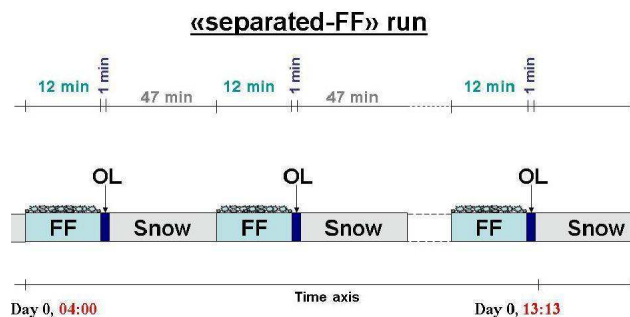 «separated-FF» run
12 min 1 min 47 min 12 min 1 min 47 min 12 min 1 min
OL OL OL
FF Snow FF Snow FF Snow
Time axis
Day 0, 04:00 Day 0, 13:13